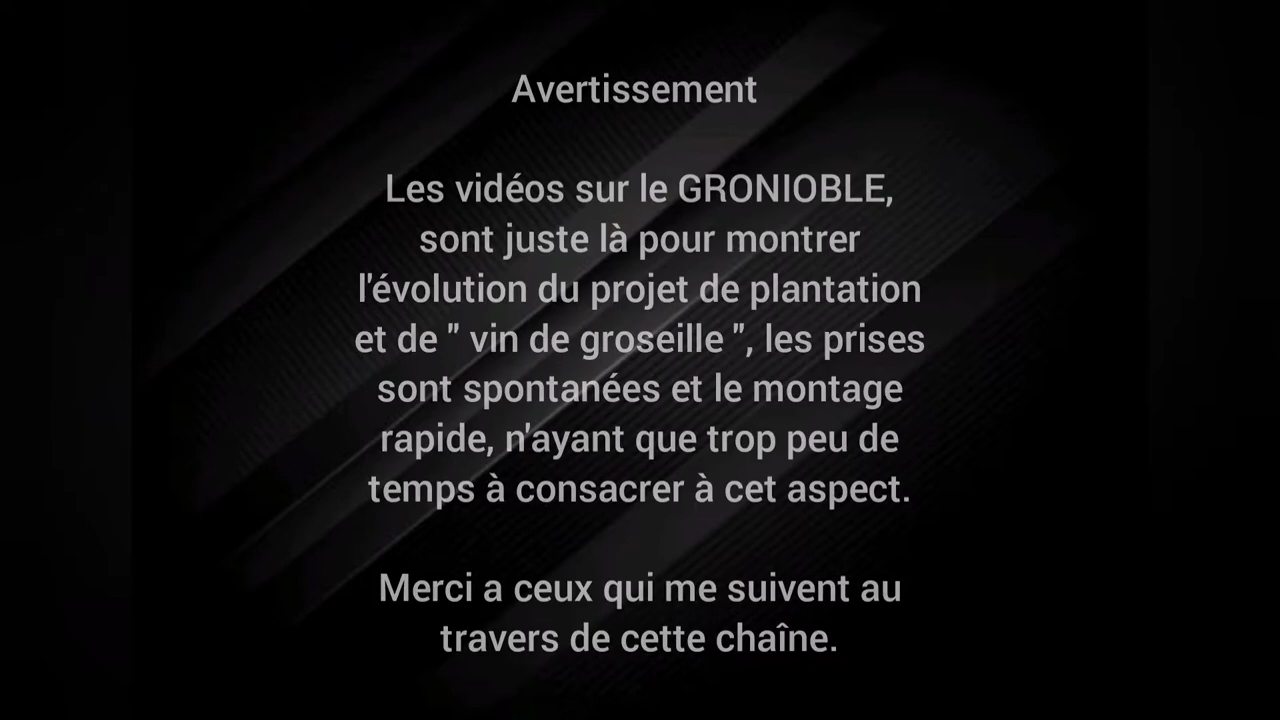 Avertissement
Les vidéos sur le GRONIOBLE,
sont juste là pour montrer
l'évolution du projet de plantation
et de " vin de groseille ", les prises
sont spontanées et le montage
rapide, n'ayant que trop peu de
temps à consacrer à cet aspect.
Merci a ceux qui me suivent au
travers de cette chaîne.